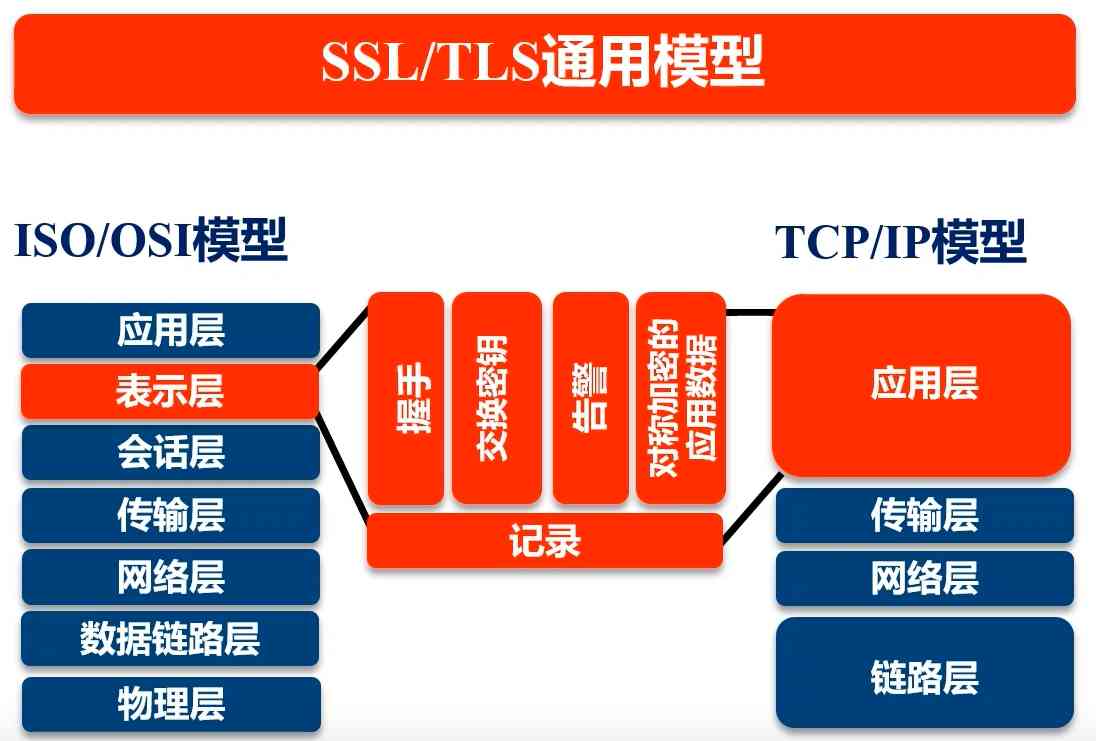 SSL/TLS通用模型
ISO/OSI模型
应用层
表示层
会话层
传输层
网络层
数据链路层
物理层
握手
交换密钥
告警
对称加密的
应用数据
记录
TCP/IP模型
应用层
传输层
网络层
链路层